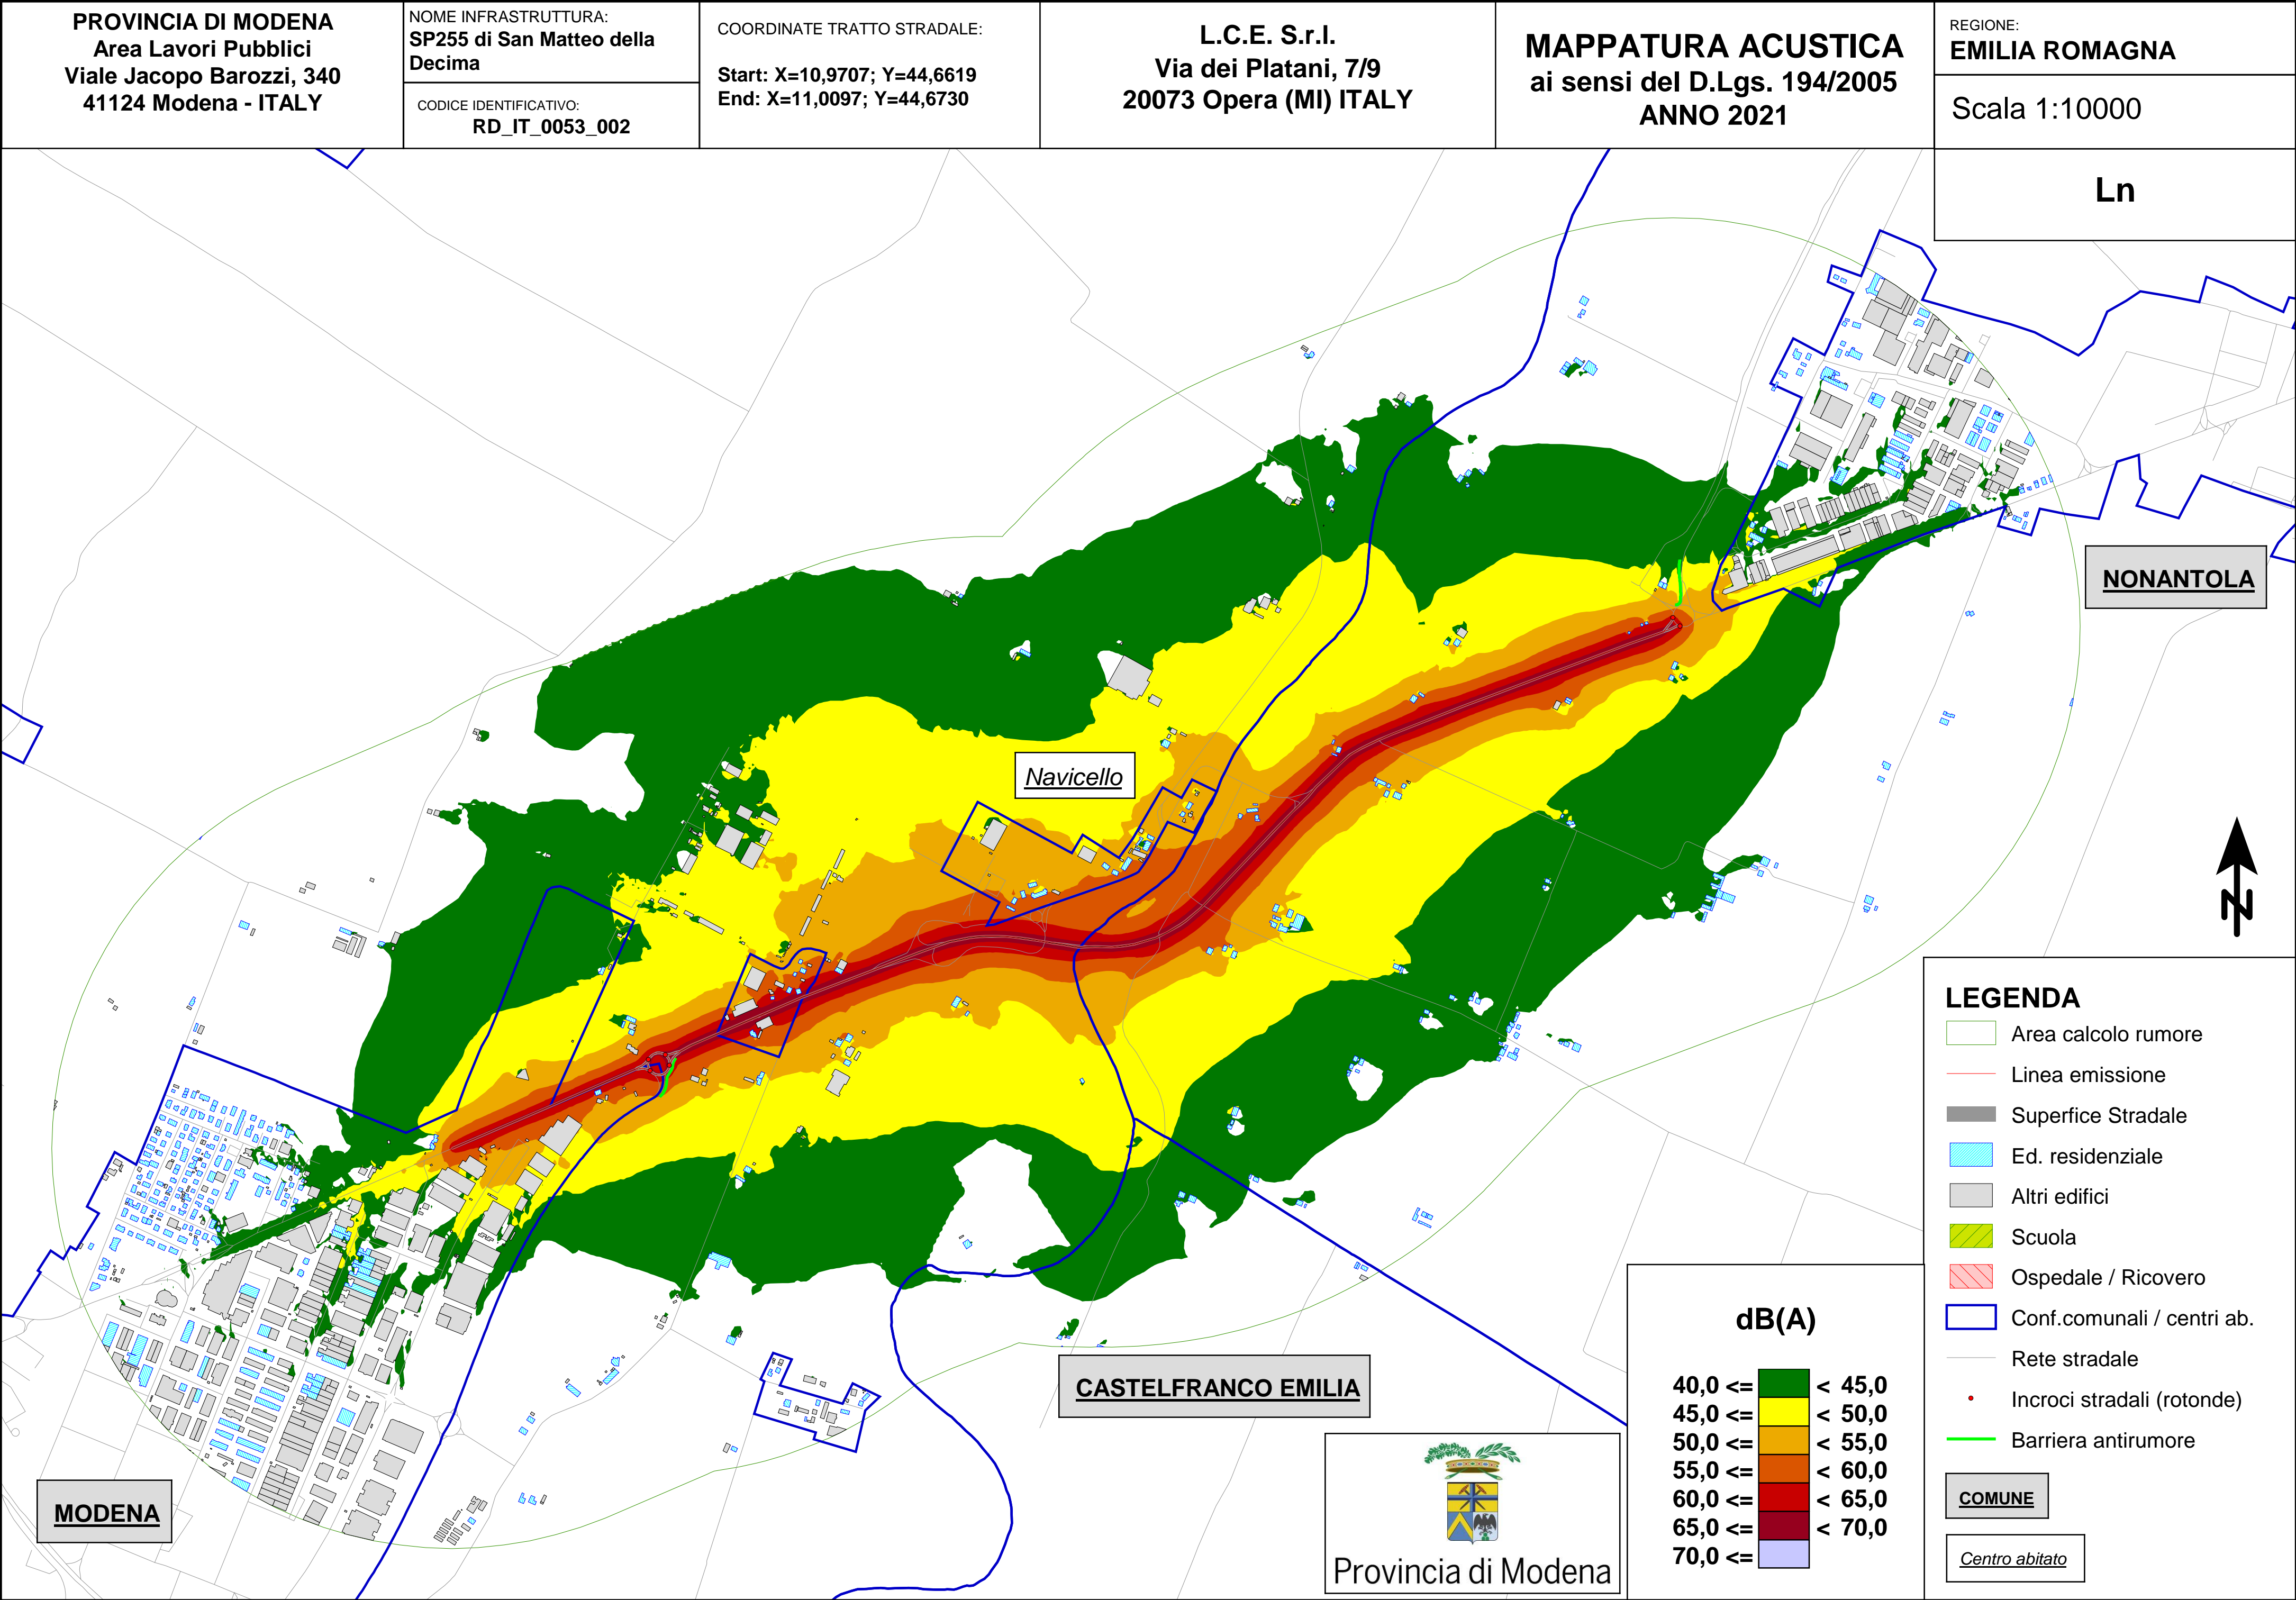 PROVINCIA DI MODENA
Area Lavori Pubblici
Viale Jacopo Barozzi, 340
41124 Modena - ITALY
NOME INFRASTRUTTURA:
SP255 di San Matteo della
Decima
CODICE IDENTIFICATIVO:
RD_IT_0053_002
COORDINATE TRATTO STRADALE:
Start: X=10,9707; Y=44,6619
End: X=11,0097; Y=44,6730
L.C.E. S.r.l.
Via dei Platani, 7/9
20073 Opera (MI) ITALY
MAPPATURA ACUSTICA
ai sensi del D.Lgs. 194/2005
ANNO 2021
REGIONE:
EMILIA ROMAGNA
Scala 1:10000
Ln
NONANTOLA
Navicello
CASTELFRANCO EMILIA
MODENA
N
LEGENDA
Area calcolo rumore
Linea emissione
Superfice Stradale
Ed. residenziale
Altri edifici
Scuola
Ospedale / Ricovero
Conf.comunali / centri ab.
Rete stradale
Incroci stradali (rotonde)
Barriera antirumore
COMUNE
Centro abitato
dB(A)
40,0 <= < 45,0
45,0 <= < 50,0
50,0 <= < 55,0
55,0 <= < 60,0
60,0 <= < 65,0
65,0 <= < 70,0
70,0 <=
Provincia di Modena